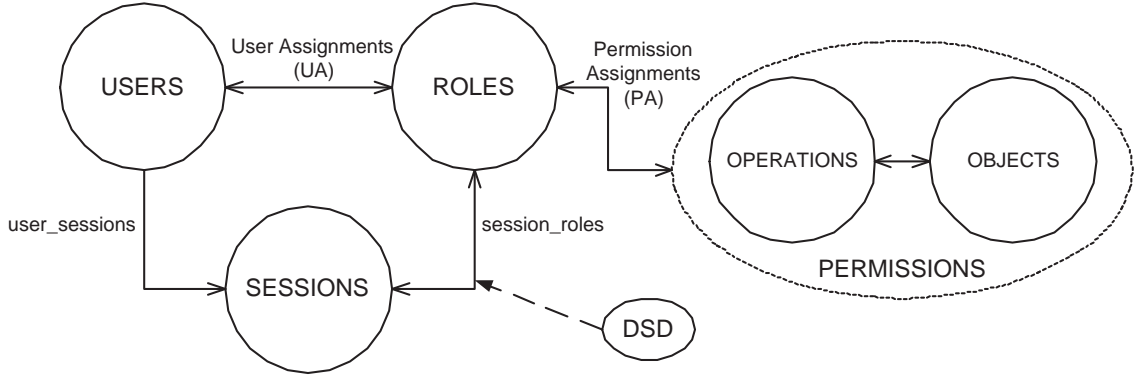 USERS
User Assignments
(UA)
ROLES
Permission
Assignments
(PA)
OPERATIONS
OBJECTS
PERMISSIONS
user_sessions
session_roles
SESSIONS
DSD